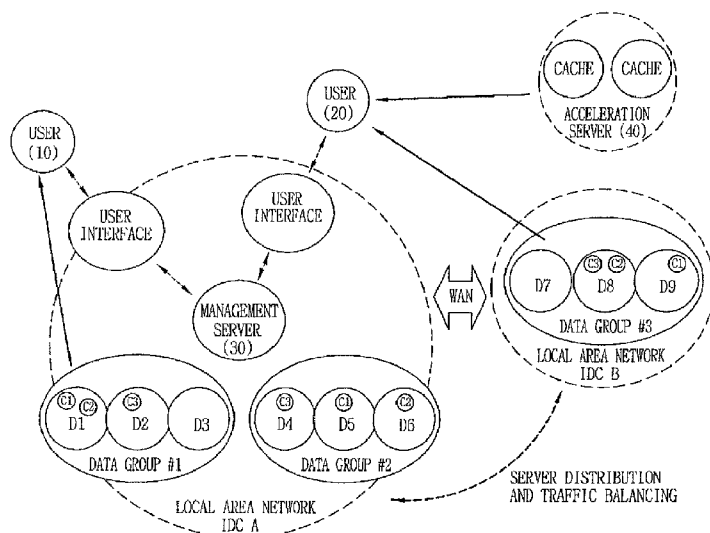 CACHE CACHE
ACCELERATION
SERVER (40)
USER
(20)
USER
(10)
USER
INTERFACE
USER
INTERFACE
MANAGEMENT
SERVER
(30)
WAN
C3 C2 C1
D7 D8 D9
DATA GROUP #3
LOCAL AREA NETWORK
IDC B
C1 C2 C3
D1 D2 D3
DATA GROUP #1
C3 C1 C2
D4 D5 D6
DATA GROUP #2
LOCAL AREA NETWORK
IDC A
SERVER DISTRIBUTION
AND TRAFFIC BALANCING